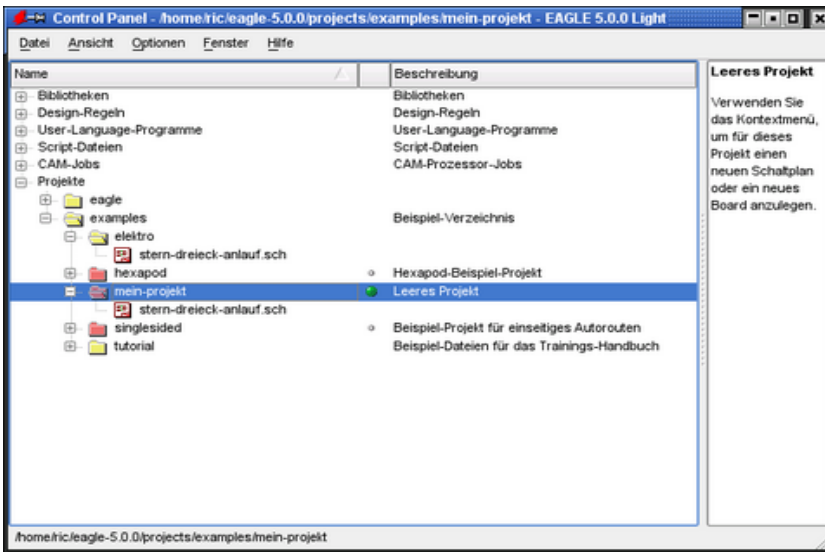 Control Panel - /home/ric/eagle-5.0.0/projects/examples/mein-projekt - EAGLE 5.0.0 Light
Datei Ansicht Optionen Fenster Hilfe
Name Beschreibung
Bibliotheken Bibliotheken
Design-Regeln Design-Regeln
User-Language-Programme User-Language-Programme
Script-Dateien Script-Dateien
CAM-Jobs CAM-Prozessor-Jobs
Projekte
eagle
examples Beispiel-Verzeichnis
elektro
stern-dreieck-anlauf.sch
hexapod Hexapod-Beispiel-Projekt
mein-projekt Leeres Projekt
stern-dreieck-anlauf.sch
singlesided Beispiel-Projekt für einseitiges Autorouten
tutorial Beispiel-Dateien für das Trainings-Handbuch
Leeres Projekt
Verwenden Sie
das Kontextmenü,
um für dieses
Projekt einen
neuen Schaltplan
oder ein neues
Board anzulegen.
/home/ric/eagle-5.0.0/projects/examples/mein-projekt